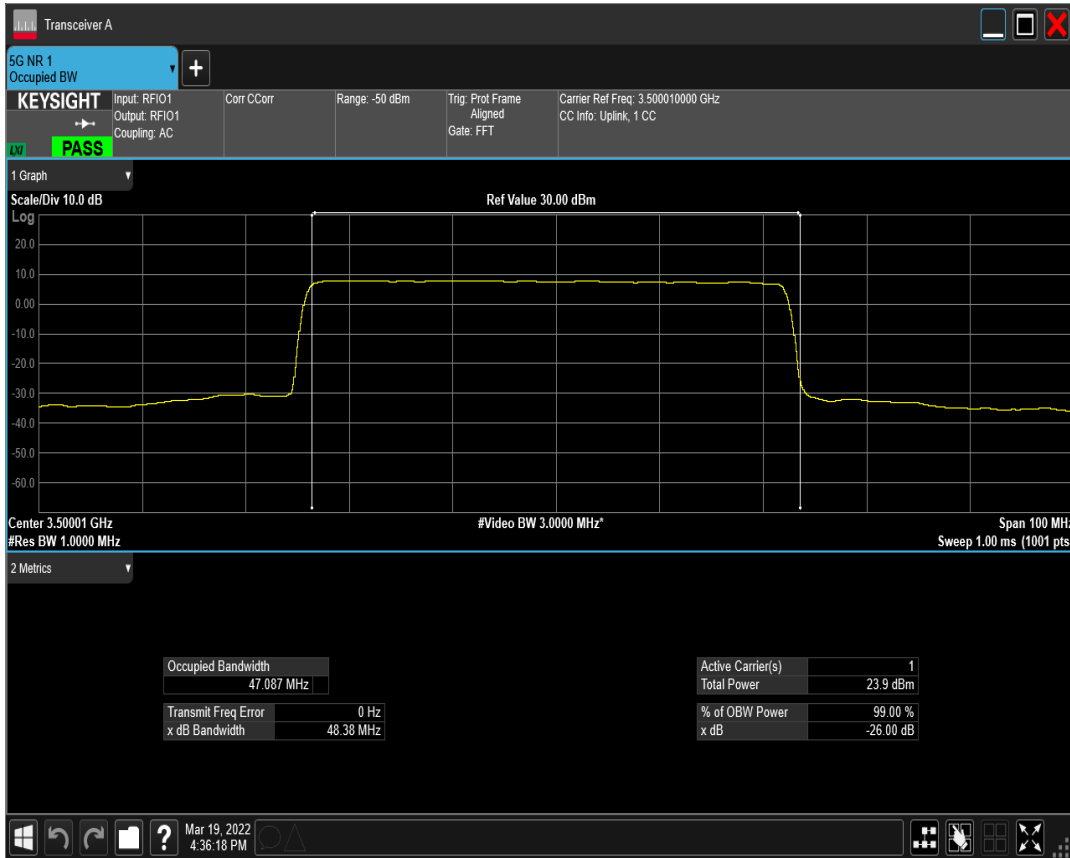 Transceiver A
5G NR 1
Occupied BW
+
KEYSIGHT
LXI
PASS
Input: RFIO1
Output: RFIO1
Coupling: AC
Corr CCorr
Range: -50 dBm
Trig: Prot Frame
Aligned
Gate: FFT
Carrier Ref Freq: 3.500010000 GHz
CC Info: Uplink, 1 CC
1 Graph
Scale/Div 10.0 dB
Ref Value 30.00 dBm
Log
20.0
10.0
0.00
-10.0
-20.0
-30.0
-40.0
-50.0
-60.0
Center 3.50001 GHz
#Video BW 3.0000 MHz*
Span 100 MHz
#Res BW 1.0000 MHz
Sweep 1.00 ms (1001 pts
2 Metrics
Occupied Bandwidth
47.087 MHz
Transmit Freq Error 0 Hz
x dB Bandwidth 48.38 MHz
Active Carrier(s) 1
Total Power 23.9 dBm
% of OBW Power 99.00 %
x dB -26.00 dB
?
Mar 19, 2022
4:36:18 PM